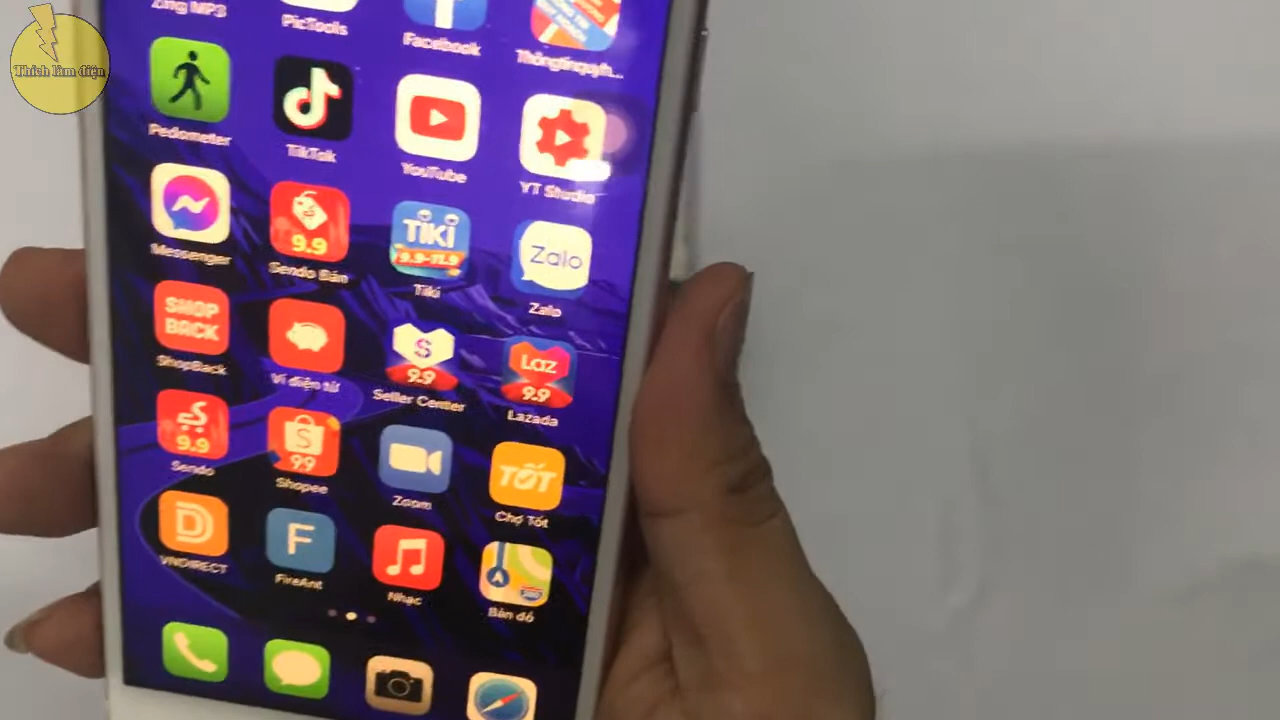 Thích làm điện
Zing MP3
PicTools
Facebook
Thôngtinquyh...
Pedometer
TikTok
YouTube
YT Studio
Messenger
9.9
Sendo Bán
TIKI
9.9-11.9
Tiki
Zalo
Zalo
SHOP
BACK
ShopBack
Ví điện tử
S
9.9
Seller Center
Laz
9.9
Lazada
9.9
Sendo
S
9.9
Shopee
Zoom
TỐT
Chợ Tốt
D
VNDIRECT
F
FireAnt
Nhạc
280
Bản đồ